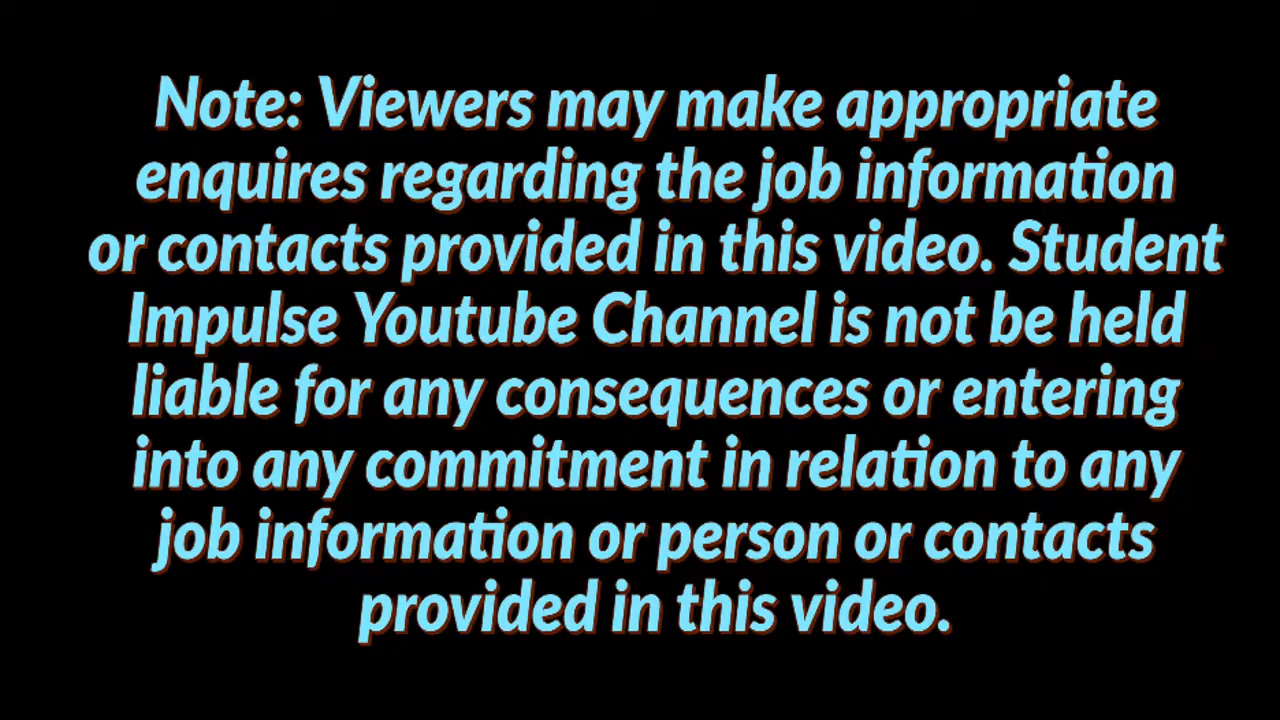 Note: Viewers may make appropriate
enquires regarding the job information
or contacts provided in this video. Student
Impulse Youtube Channel is not be held
liable for any consequences or entering
into any commitment in relation to any
job information or person or contacts
provided in this video.